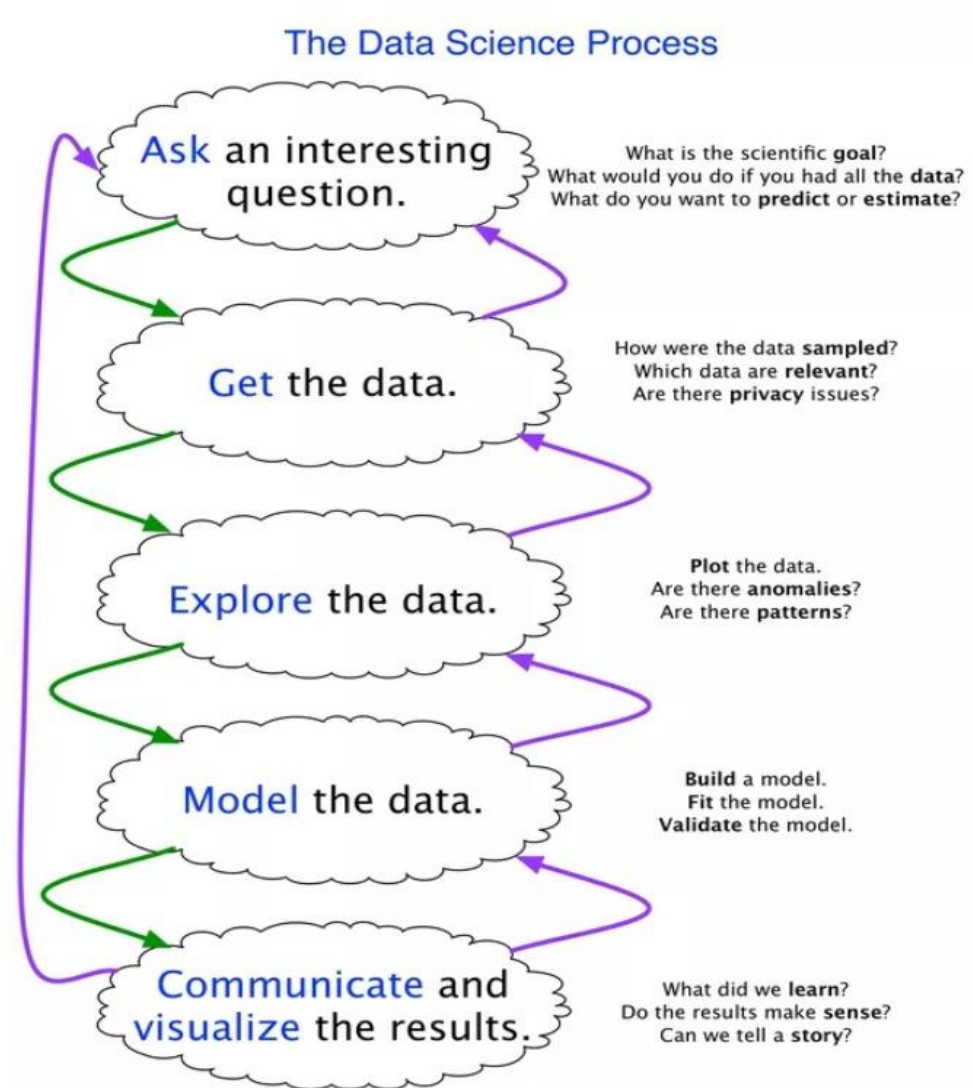 The Data Science Process
Ask an interesting
question.
What is the scientific goal?
What would you do if you had all the data?
What do you want to predict or estimate?
Get the data.
How were the data sampled?
Which data are relevant?
Are there privacy issues?
Explore the data.
Plot the data.
Are there anomalies?
Are there patterns?
Model the data.
Build a model.
Fit the model.
Validate the model.
Communicate and
visualize the results.
What did we learn?
Do the results make sense?
Can we tell a story?